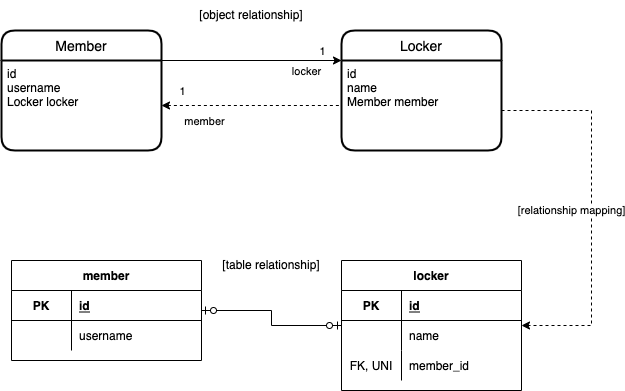 [object relationship]
Member
Locker
1
locker
id
username
Locker locker
id
name
Member member
1
member
[relationship mapping]
[table relationship]
member
PK id
username
locker
PK id
name
FK, UNI member_id